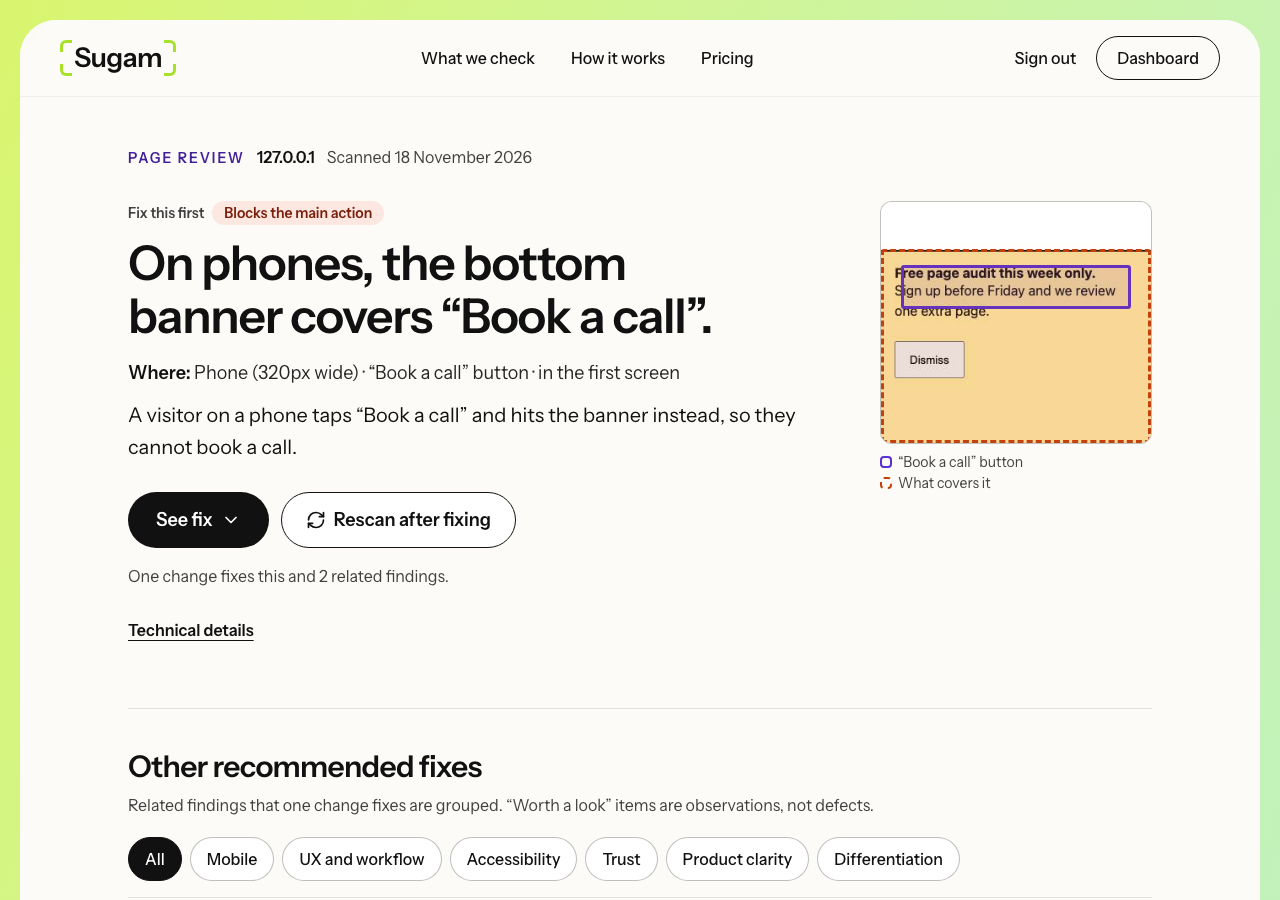 Sugam
What we check
How it works
Pricing
Sign out
Dashboard
PAGE REVIEW 127.0.0.1 Scanned 18 November 2026
Fix this first Blocks the main action
On phones, the bottom
banner covers “Book a call”.
Where: Phone (320px wide) · “Book a call” button · in the first screen
A visitor on a phone taps “Book a call” and hits the banner instead, so they
cannot book a call.
See fix
Rescan after fixing
One change fixes this and 2 related findings.
Technical details
Free page audit this week only.
Sign up before Friday and we review
one extra page.
Dismiss
“Book a call” button
What covers it
Other recommended fixes
Related findings that one change fixes are grouped. “Worth a look” items are observations, not defects.
All
Mobile
UX and workflow
Accessibility
Trust
Product clarity
Differentiation